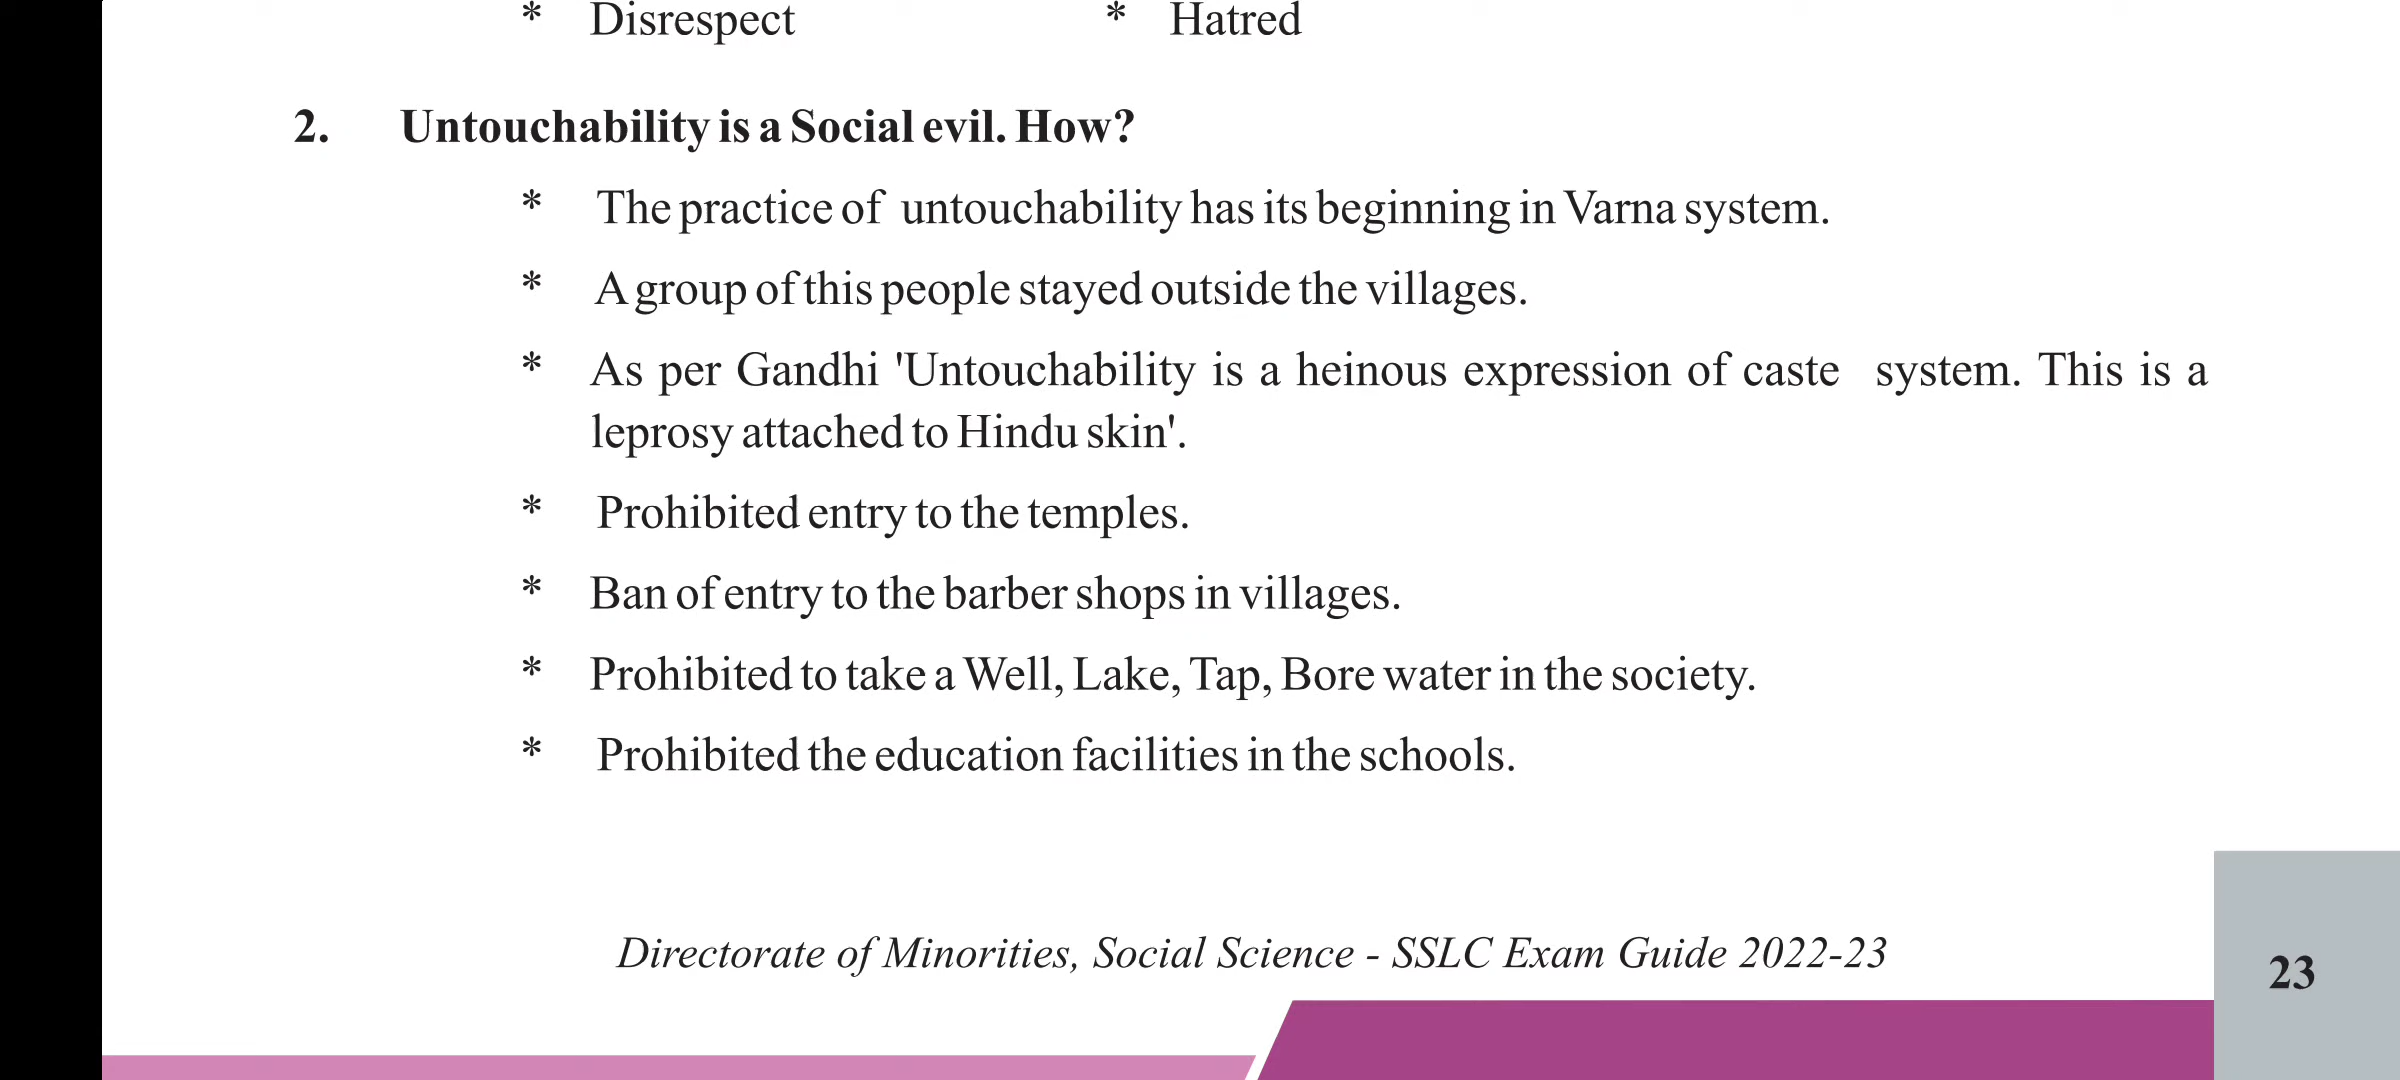 * Disrespect * Hatred
2. Untouchability is a Social evil. How?
* The practice of untouchability has its beginning in Varna system.
* A group of this people stayed outside the villages.
* As per Gandhi 'Untouchability is a heinous expression of caste system. This is a
leprosy attached to Hindu skin'.
* Prohibited entry to the temples.
* Ban of entry to the barber shops in villages.
* Prohibited to take a Well, Lake, Tap, Bore water in the society.
* Prohibited the education facilities in the schools.
Directorate of Minorities, Social Science - SSLC Exam Guide 2022-23
23